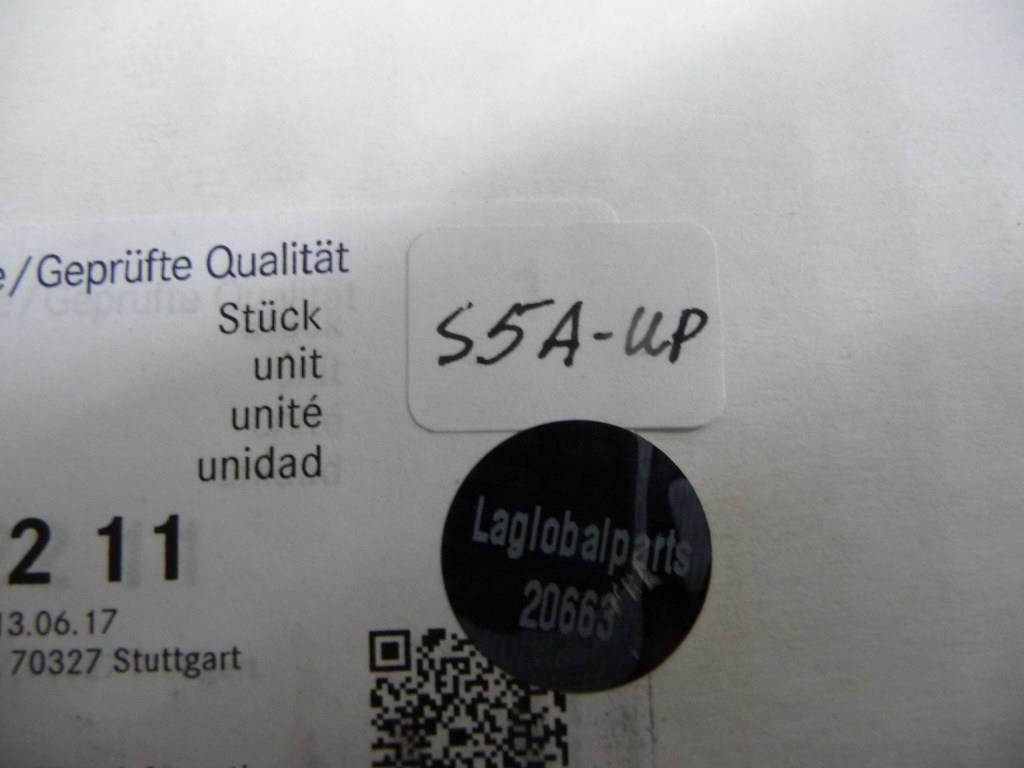 e/Geprüfte Qualität
Stück
unit
unité
unidad
S5A-UP
2 11
13.06.17
70327 Stuttgart
Laglobalparts
20663